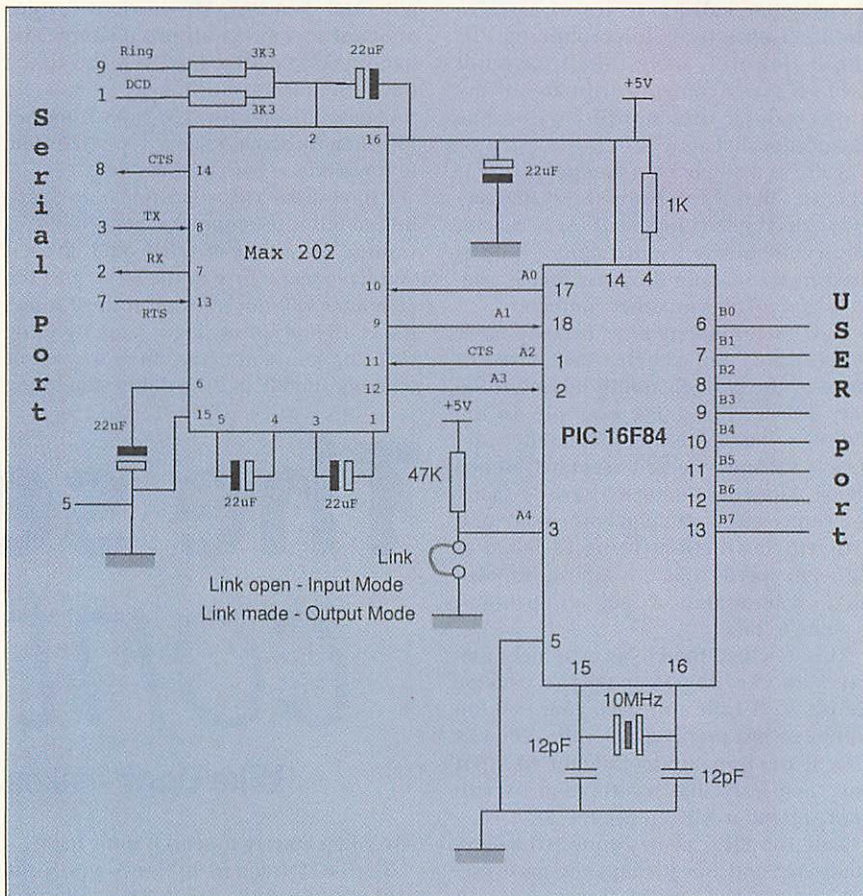 Serial Port
Ring
9
3K3
DCD
1
3K3
22uF
+5V
2
16
CTS
8
14
22uF
1K
TX
3
8
Max 202
RX
2
7
7
13
RTS
10
A0
17
14
4
9
A1
18
6
B0
11
CTS
A2
1
7
B1
12
A3
2
8
B2
6
9
B3
15
5
4
3
1
+5V
PIC 16F84
10
B4
22uF
22uF
22uF
47K
11
B5
12
B6
5
A4
3
13
B7
USER Port
Link
Link open - Input Mode
Link made - Output Mode
5
15
16
10MHz
12pF
12pF